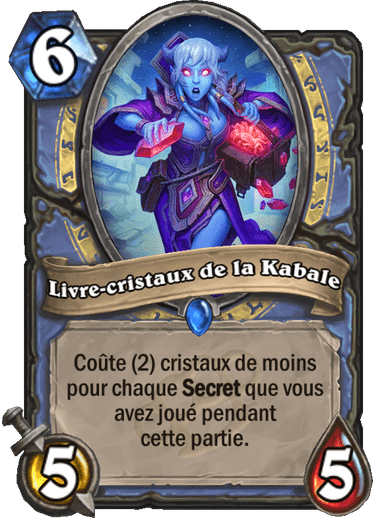 6
Livre-cristaux de la Kabale
Coûte (2) cristaux de moins
pour chaque Secret que vous
avez joué pendant
cette partie.
5
5